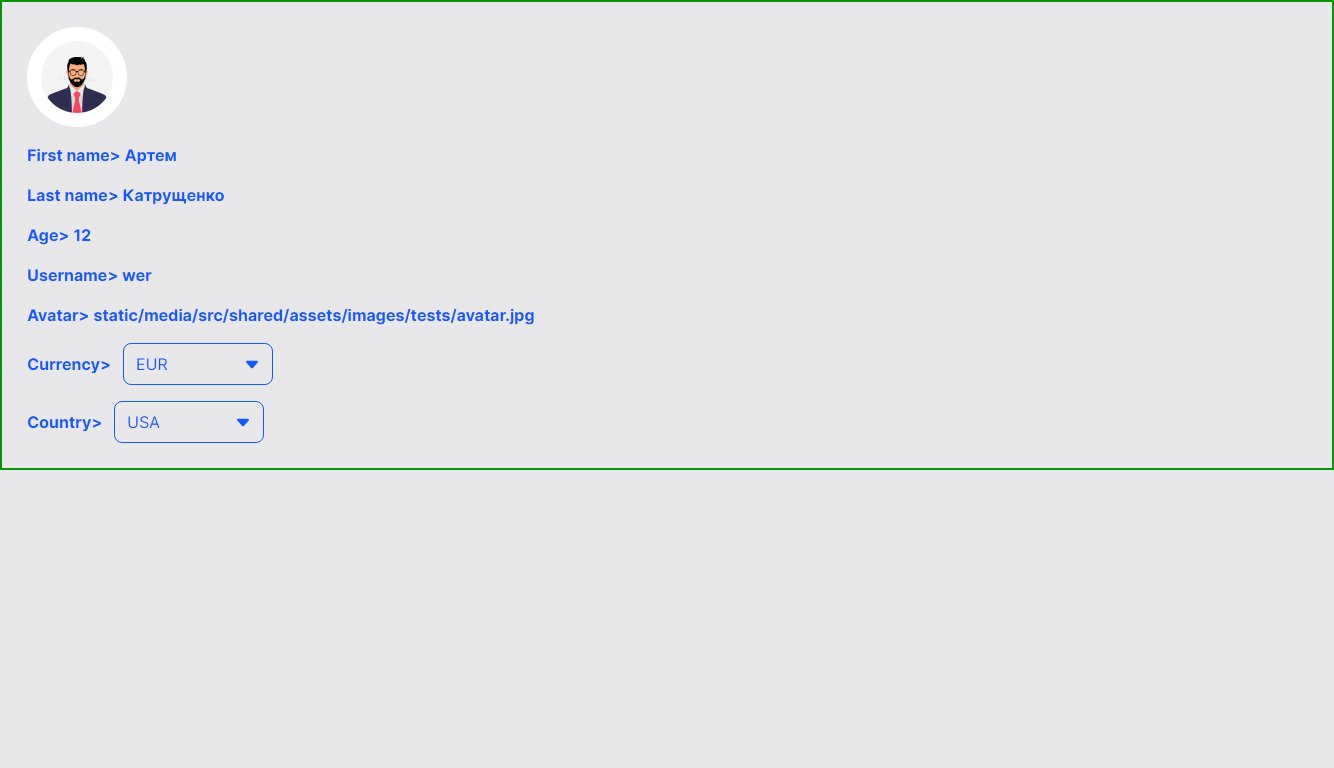 First name> Артем
Last name> Катрущенко
Age> 12
Username> wer
Avatar> static/media/src/shared/assets/images/tests/avatar.jpg
Currency> EUR
Country> USA